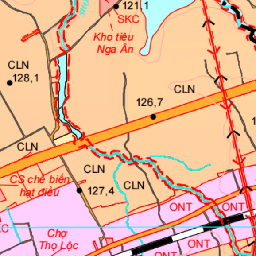 121,1
SKC
Kho tiêu
Nga Ân
CLN
128,1
126,7
CLN
CLN
CLN
CS chế biến
hạt điều
127,4
CLN
ONT
ONT
Chợ
Thọ Lộc
ONT
ONT